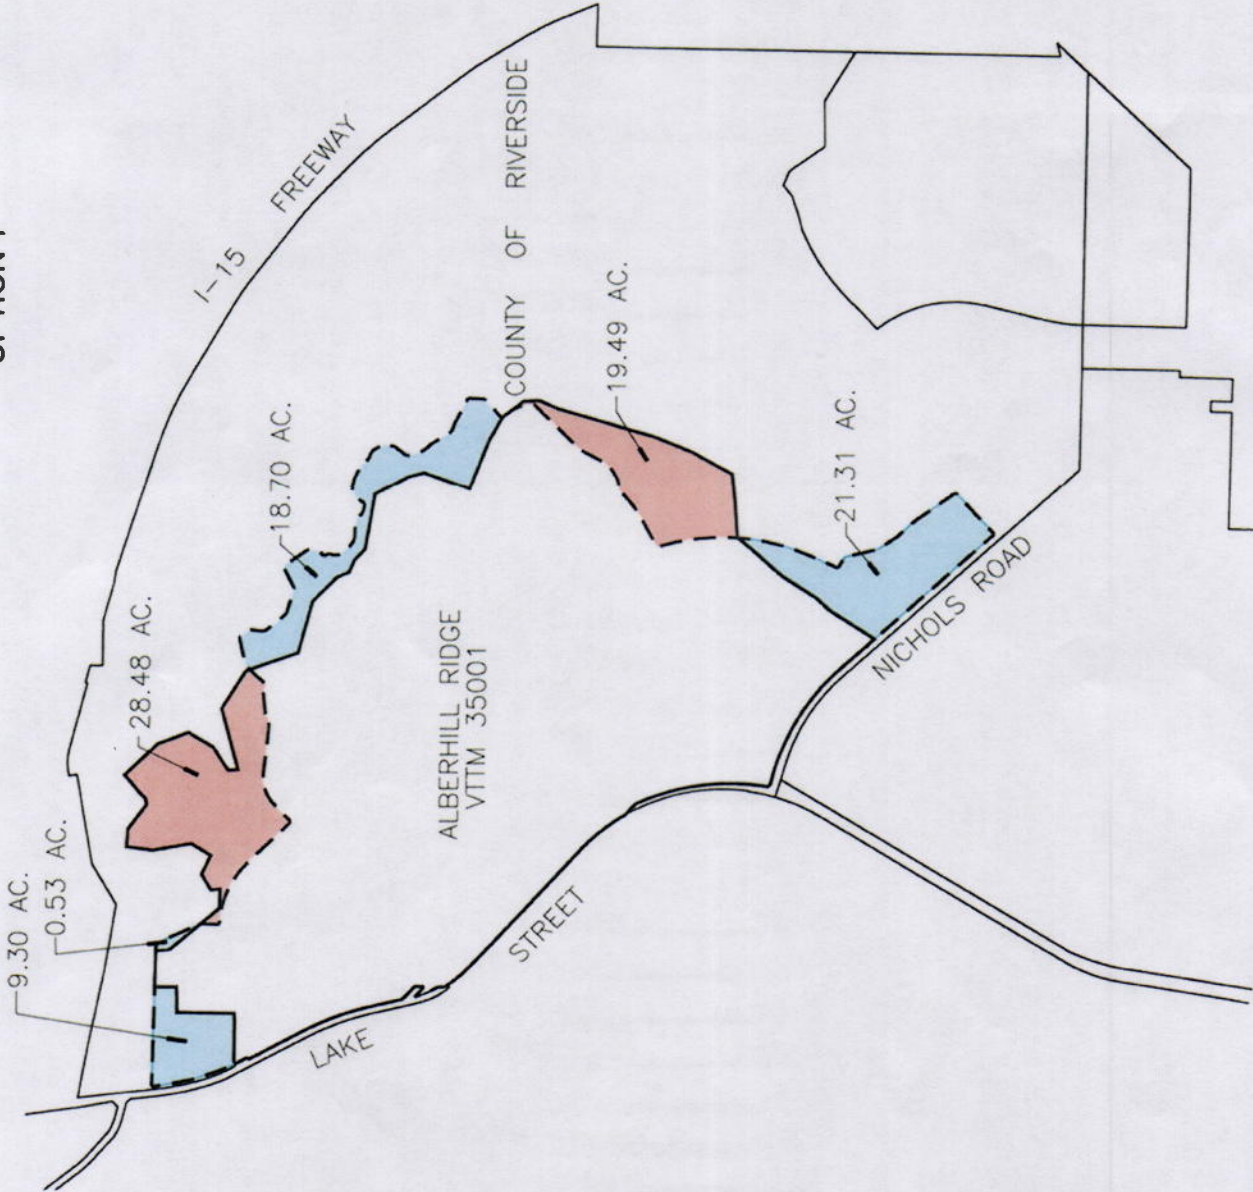 I-15 FREEWAY
COUNTY OF RIVERSIDE
9.30 AC.
0.53 AC.
28.48 AC.
18.70 AC.
19.49 AC.
21.31 AC.
ALBERHILL RIDGE
VTTM 35001
LAKE STREET
NICHOLS ROAD